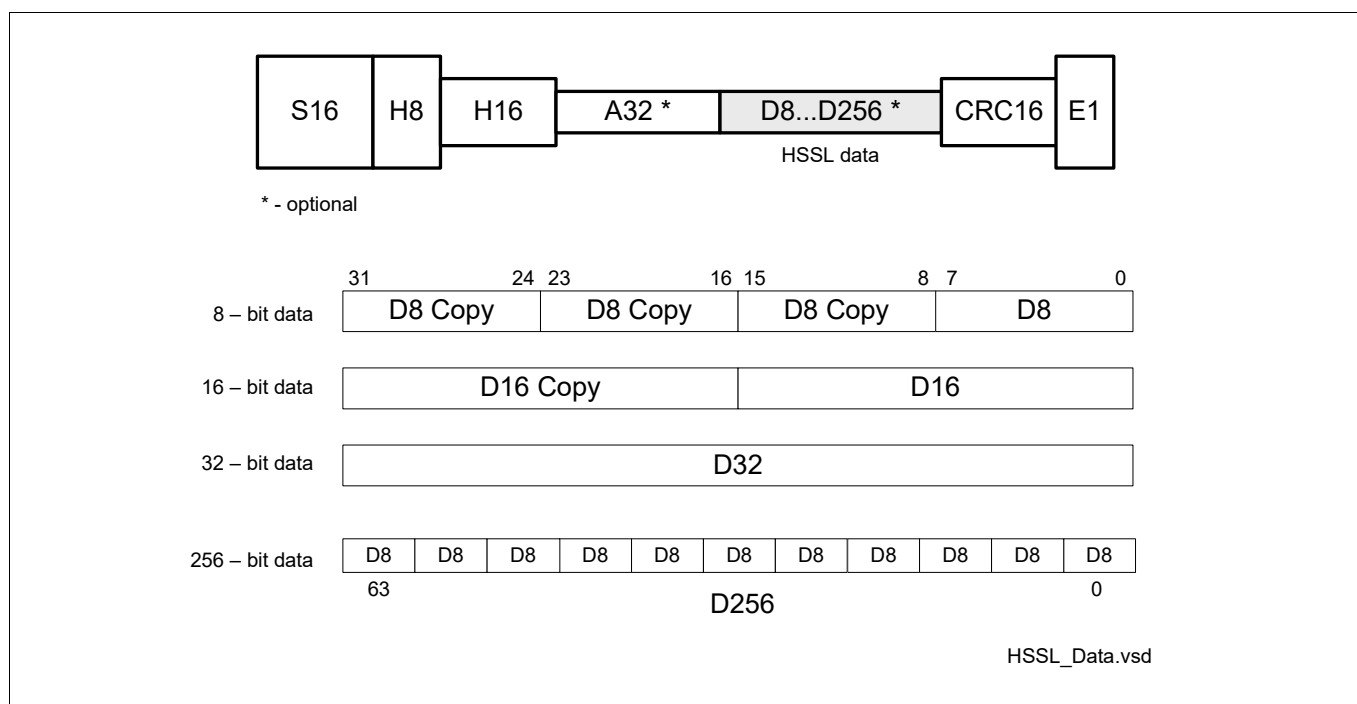 S16 H8 H16 A32 * D8...D256 * CRC16 E1
HSSL data
* - optional
31 24 23 16 15 8 7 0
8 – bit data D8 Copy D8 Copy D8 Copy D8
16 – bit data D16 Copy D16
32 – bit data D32
256 – bit data D8 D8 D8 D8 D8 D8 D8 D8 D8 D8 D8
63 0
D256
HSSL_Data.vsd